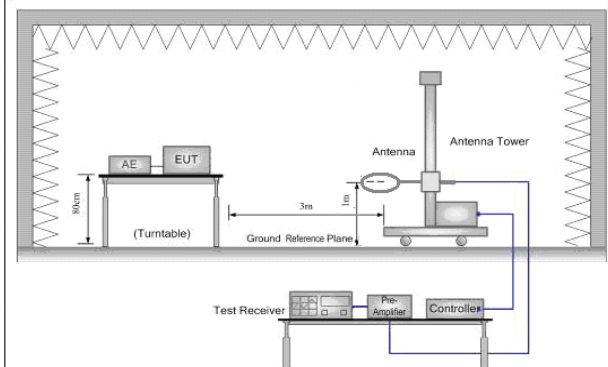 Antenna Tower
Antenna
AE
EUT
80cm
3m
1m
(Turntable)
Ground Reference Plane
Test Receiver
Pre-
Amplifier
Controller